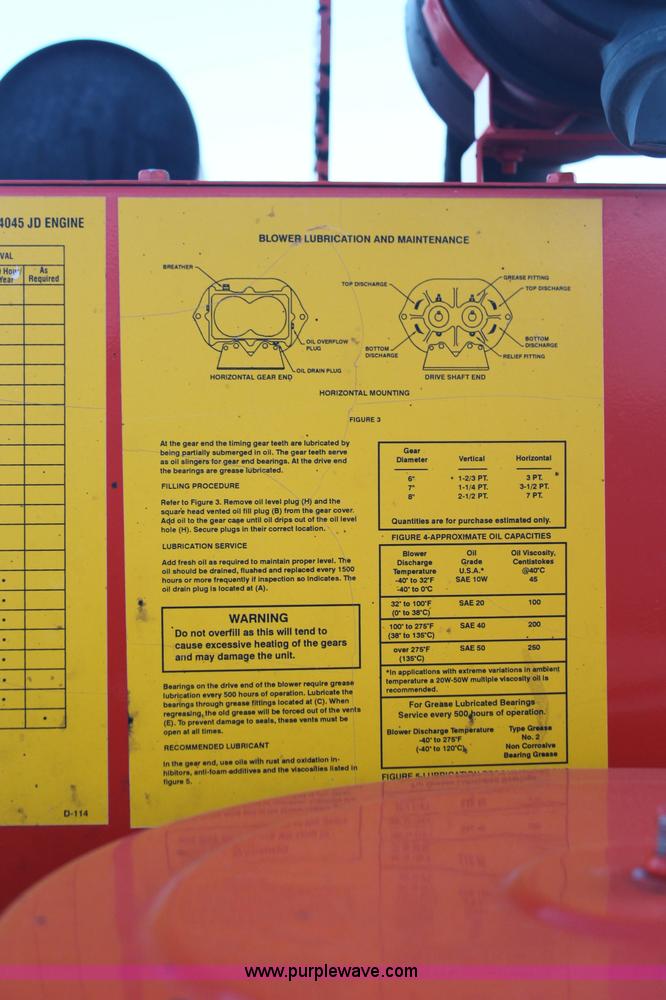 4045 JD ENGINE
VAL
Hour
Year
As
Required
D-114
BLOWER LUBRICATION AND MAINTENANCE
BREATHER
OIL OVERFLOW
PLUG
OIL DRAIN PLUG
HORIZONTAL GEAR END
TOP DISCHARGE
GREASE FITTING
TOP DISCHARGE
BOTTOM
DISCHARGE
BOTTOM
DISCHARGE
RELIEF FITTING
DRIVE SHAFT END
HORIZONTAL MOUNTING
FIGURE 3
At the gear end the timing gear teeth are lubricated by
being partially submerged in oil. The gear teeth serve
as oil slingers for gear end bearings. At the drive end
the bearings are grease lubricated.
FILLING PROCEDURE
Refer to Figure 3. Remove oil level plug (H) and the
square head vented oil fill plug (B) from the gear cover.
Add oil to the gear case until oil drips out of the oil level
hole (H). Secure plugs in their correct location.
LUBRICATION SERVICE
Add fresh oil as required to maintain proper level. The
oil should be drained, flushed and replaced every 1500
hours or more frequently if inspection so indicates. The
oil drain plug is located at (A).
WARNING
Do not overfill as this will tend to
cause excessive heating of the gears
and may damage the unit.
Bearings on the drive end of the blower require grease
lubrication every 500 hours of operation. Lubricate the
bearings through grease fittings located at (C). When
regressing, the old grease will be forced out of the vents
(E). To prevent damage to seals, these vents must be
open at all times.
RECOMMENDED LUBRICANT
In the gear end, use oils with rust and oxidation in-
hibitors, anti-foam-additives and the viscosities listed in
figure 5.
Gear
Diameter Vertical Horizontal
6" 1-2/3 PT. 3 PT.
7" 1-1/4 PT. 3-1/2 PT.
8" 2-1/2 PT. 7 PT.
Quantities are for purchase estimated only.
FIGURE 4-APPROXIMATE OIL CAPACITIES
Blower Oil Oil Viscosity,
Discharge Grade Centistokes
Temperature U.S.A.* @40°C
-40° to 32°F SAE 10W 45
-40° to 0°C
32° to 100°F SAE 20 100
(0° to 38°C)
100° to 275°F SAE 40 200
(38° to 135°C)
over 275°F SAE 50 250
(135°C)
*In applications with extreme variations in ambient
temperature a 20W-50W multiple viscosity oil is
recommended.
For Grease Lubricated Bearings
Service every 500 hours of operation.
Blower Discharge Temperature Type Grease
-40° to 275°F No. 2
(-40° to 120°C) Non Corrosive
Bearing Grease
FIGURE 5-LUBRICATION
www.purplewave.com